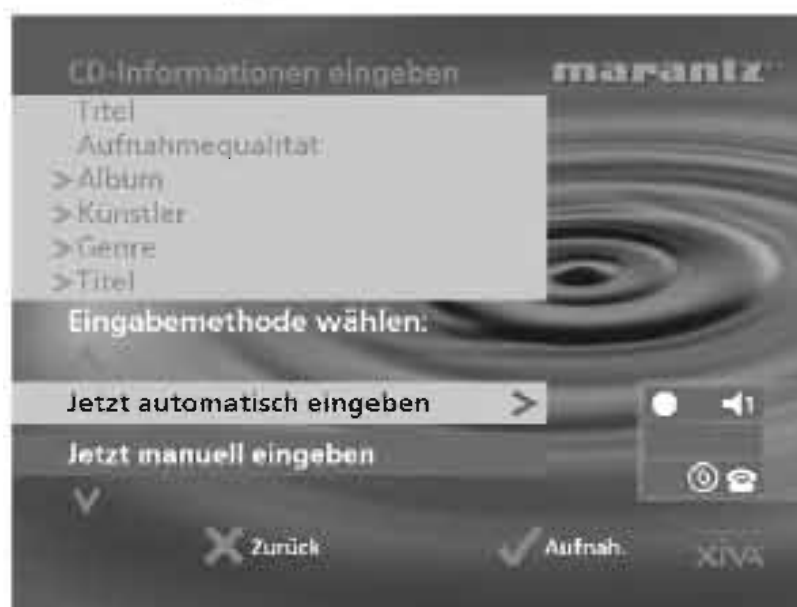 CD-Informationen eingeben marantz
Titel
Aufnahmequalität
> Album
> Künstler
> Genre
> Titel
Eingabemethode wählen:
Jetzt automatisch eingeben >
1
Jetzt manuell eingeben
Zurück Aufnah. XIVA